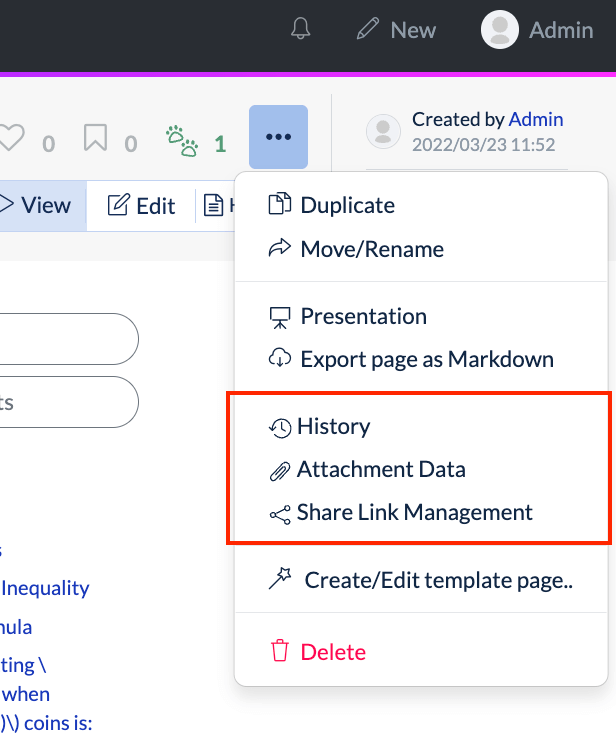 New
Admin
0
0
1
Created by Admin
2022/03/23 11:52
View
Edit
H
Duplicate
Move/Rename
Presentation
Export page as Markdown
ts
History
Attachment Data
Share Link Management
s
Create/Edit template page..
Inequality
nula
Delete
ting \
when
)\) coins is: